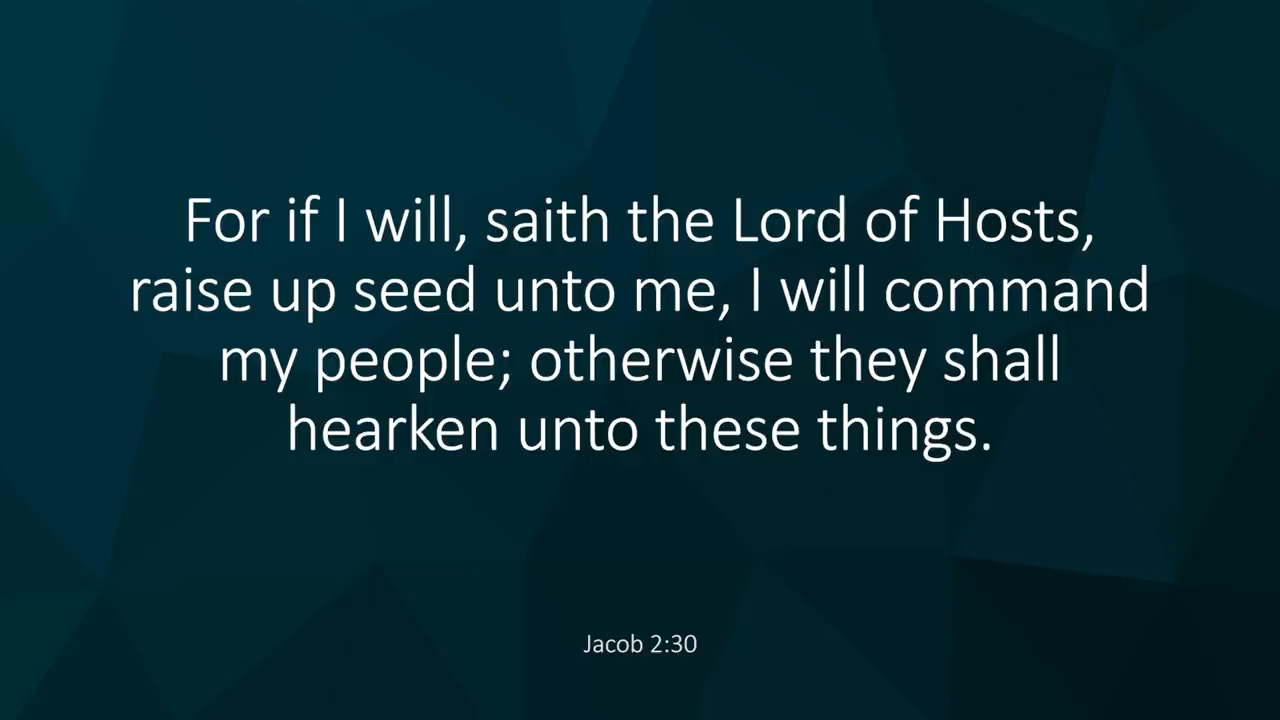 For if I will, saith the Lord of Hosts,
raise up seed unto me, I will command
my people; otherwise they shall
hearken unto these things.
Jacob 2:30